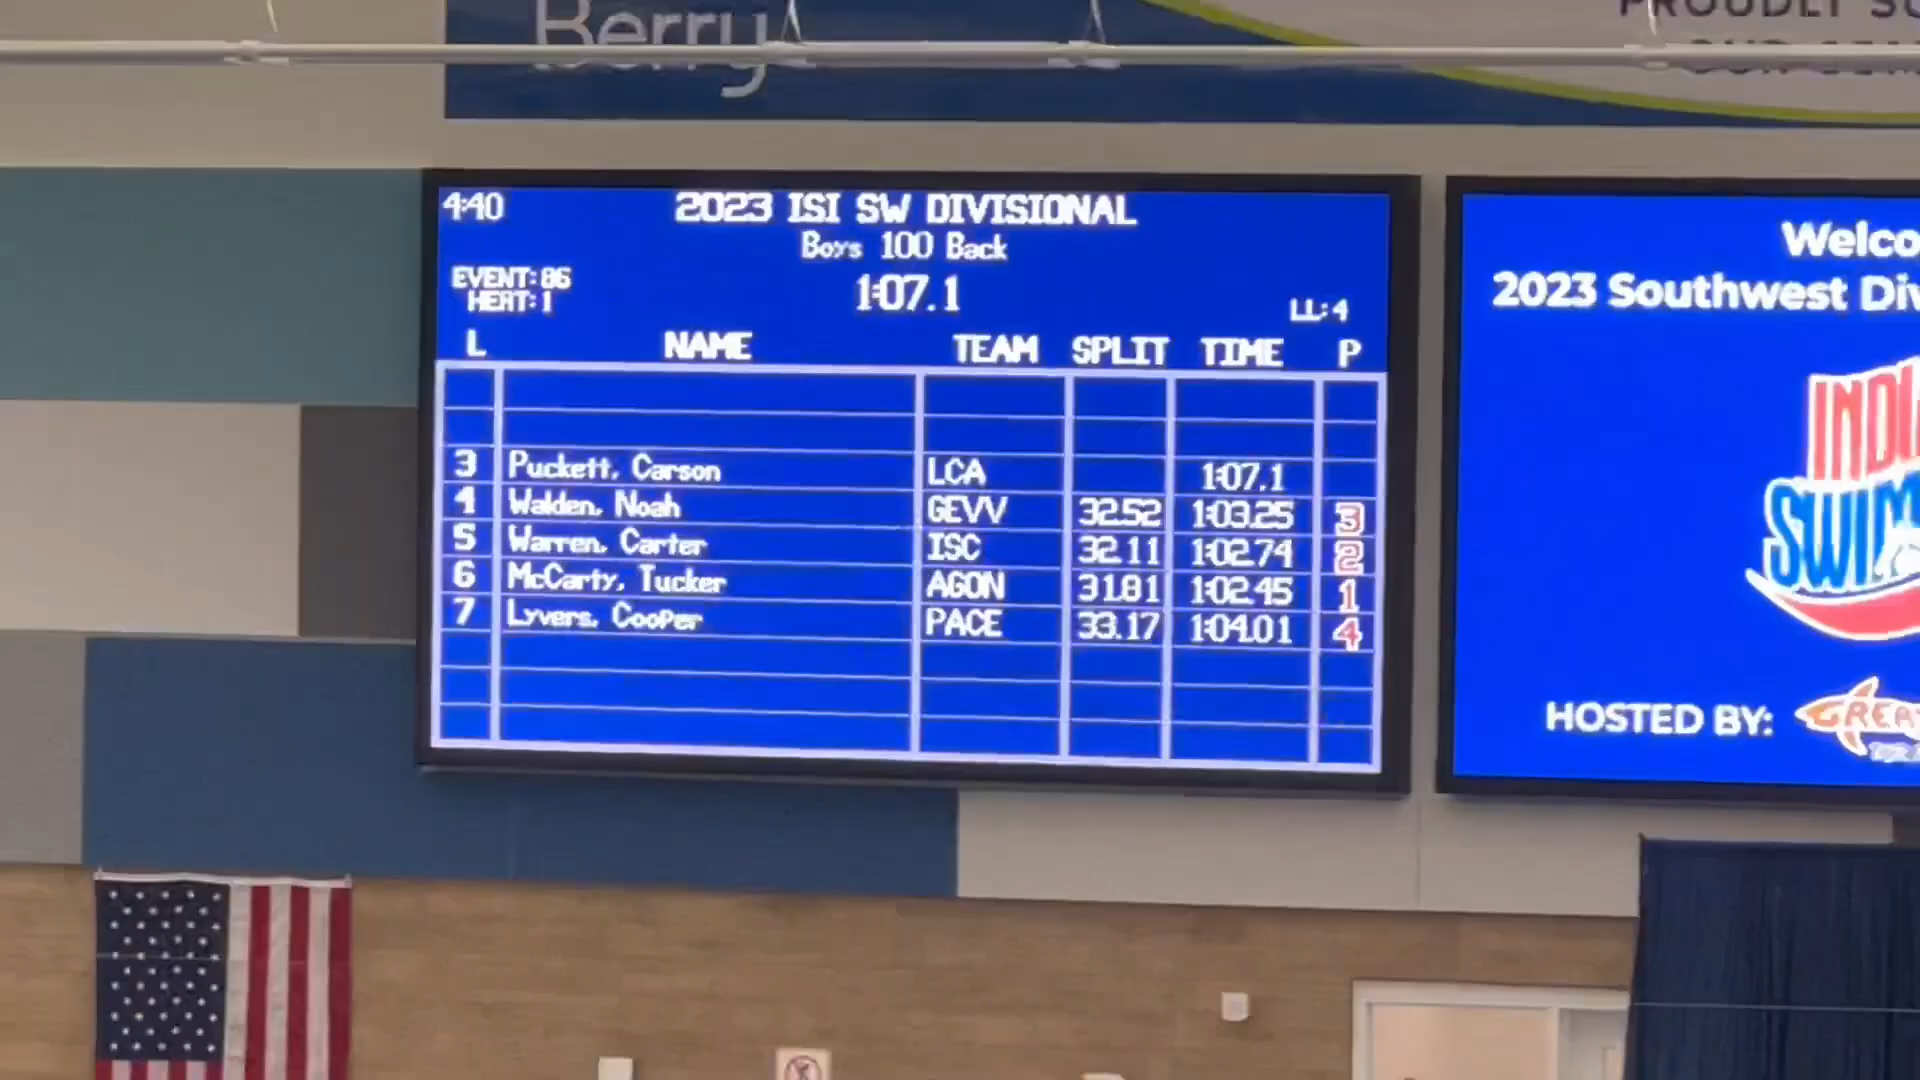 Berry
PROUDLY
4:40
2023 ISI SW DIVISIONAL
Boys 100 Back
EVENT: 86
HEAT: 1
1:07.1
LL: 4
L NAME TEAM SPLIT TIME P
3 Puckett, Carson LCA 1:07.1
4 Walden, Noah GEVV 32.52 1:03.25 3
5 Warren, Carter ISC 32.11 1:02.74 2
6 McCarty, Tucker AGON 31.81 1:02.45 1
7 Lyvers, Cooper PACE 33.17 1:04.01 4
Welco
2023 Southwest Div
INDI
SWIM
HOSTED BY:
GREA